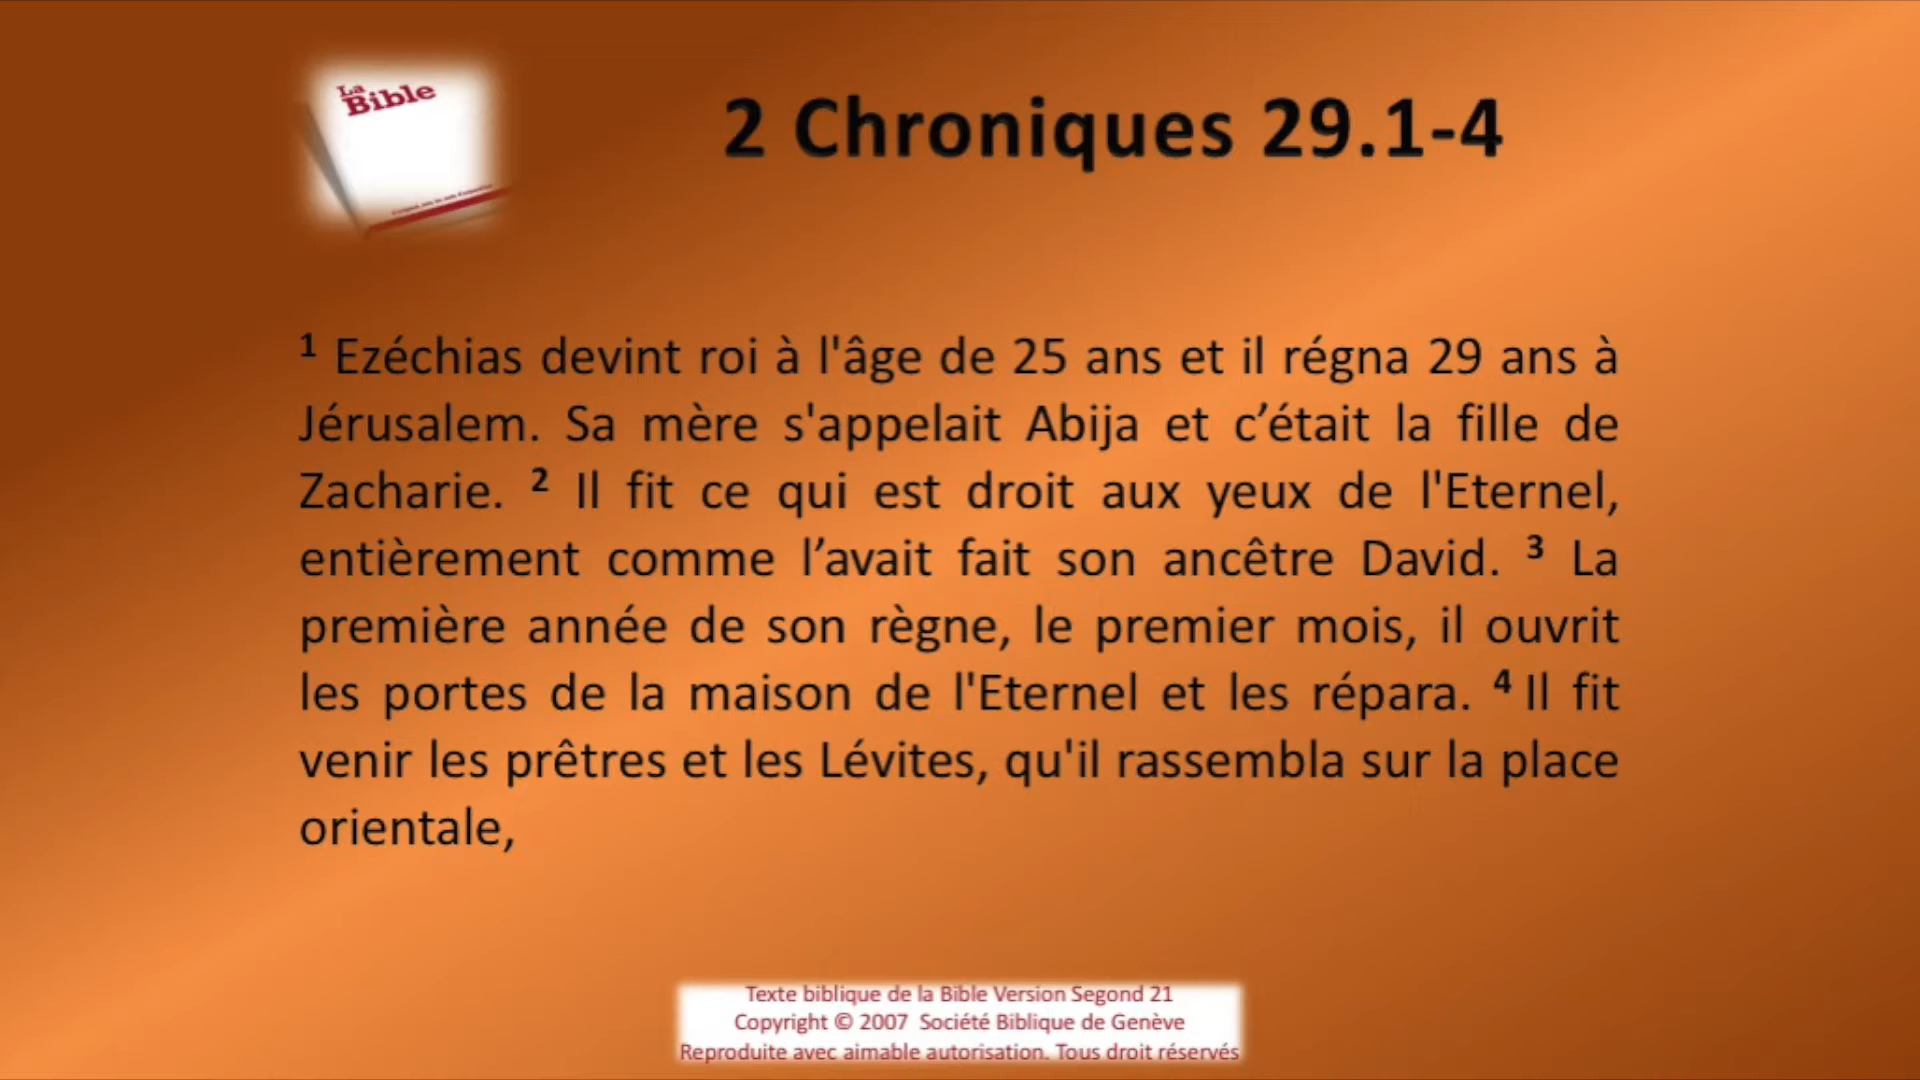 La
Bible
2 Chroniques 29.1-4
¹ Ezéchias devint roi à l'âge de 25 ans et il régna 29 ans à
Jérusalem. Sa mère s'appelait Abija et c’était la fille de
Zacharie. ² Il fit ce qui est droit aux yeux de l'Eternel,
entièrement comme l’avait fait son ancêtre David. ³ La
première année de son règne, le premier mois, il ouvrit
les portes de la maison de l'Eternel et les répara. ⁴ Il fit
venir les prêtres et les Lévites, qu'il rassembla sur la place
orientale,
Texte biblique de la Bible Version Segond 21
Copyright © 2007 Société Biblique de Genève
Reproduite avec aimable autorisation. Tous droit réservés